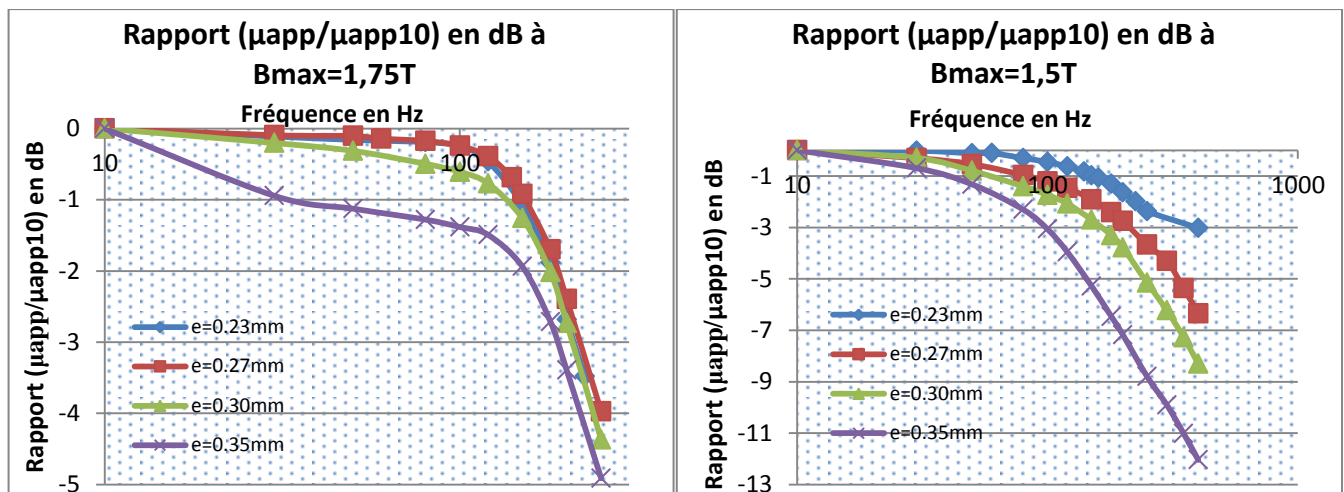 Rapport (µapp/µapp10) en dB à
Bmax=1,75T
Fréquence en Hz
Rapport (µapp/µapp10) en dB
0
-1
-2
-3
-4
-5
10
100
e=0.23mm
e=0.27mm
e=0.30mm
e=0.35mm
Rapport (µapp/µapp10) en dB à
Bmax=1,5T
Fréquence en Hz
Rapport (µapp/µapp10) en dB
-1
-3
-5
-7
-9
-11
-13
10
100
1000
e=0.23mm
e=0.27mm
e=0.30mm
e=0.35mm